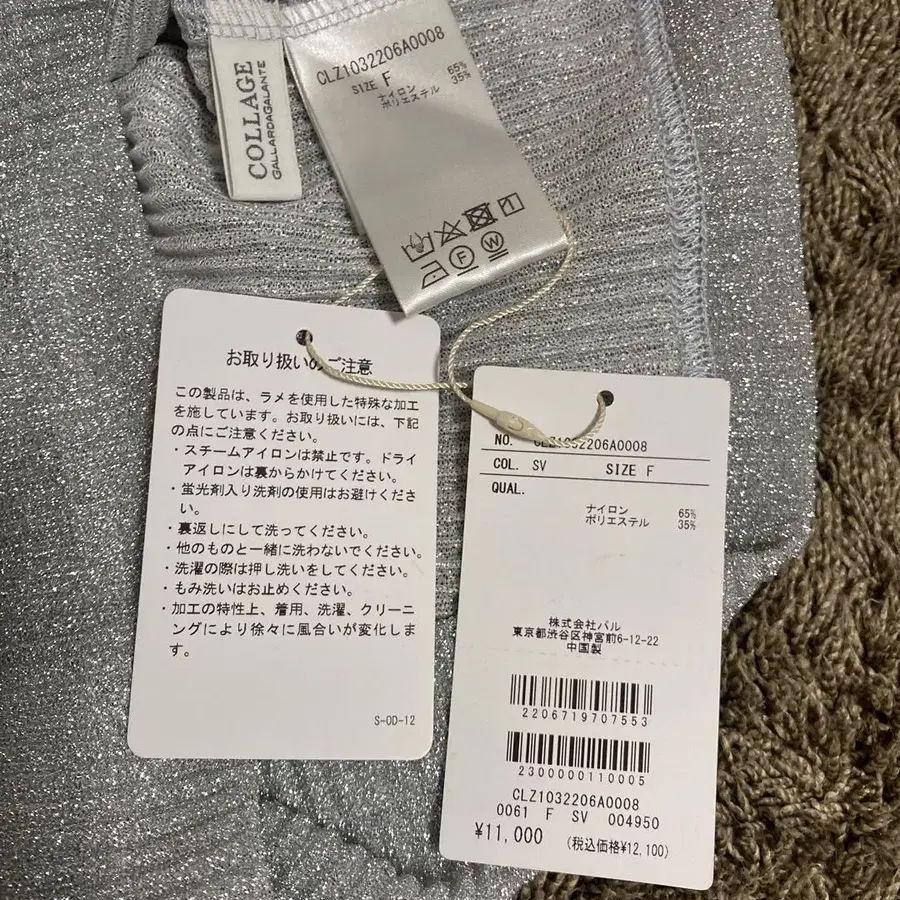 COLLAGE
GALLARDAGALANTE
CLZ1032206A0008
SIZE F
ナイロン 65%
ポリエステル 35%
F W
お取り扱いのご注意
この製品は、ラメを使用した特殊な加工
を施しています。お取り扱いには、下記
の点にご注意ください。
・スチームアイロンは禁止です。ドライ
アイロンは裏からかけてください。
・蛍光剤入り洗剤の使用はお避けくださ
い。
・裏返しにして洗ってください。
・他のものと一緒に洗わないでください。
・洗濯の際は押し洗いをしてください。
・もみ洗いはお止めください。
・加工の特性上、着用、洗濯、クリーニ
ングにより徐々に風合いが変化しま
す。
S-OD-12
NO. CLZ1032206A0008
COL. SV SIZE F
QUAL.
ナイロン 65%
ポリエステル 35%
株式会社パル
東京都渋谷区神宮前6-12-22
中国製
2206719707553
2300000110005
CLZ1032206A0008
0061 F SV 004950
¥11,000 (税込価格¥12,100)